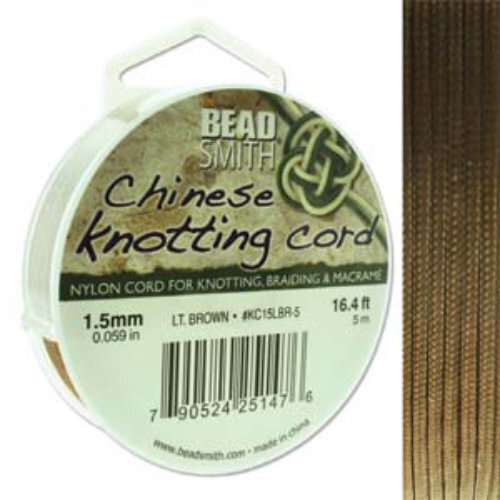 BEAD
SMITH®
Chinese
knotting cord
NYLON CORD FOR KNOTTING, BRAIDING & MACRAMÉ
1.5mm
0.059 in
LT. BROWN • #KC15LBR-5
16.4 ft
5 m
7 90524 25147 6
www.beadsmith.com • made in china